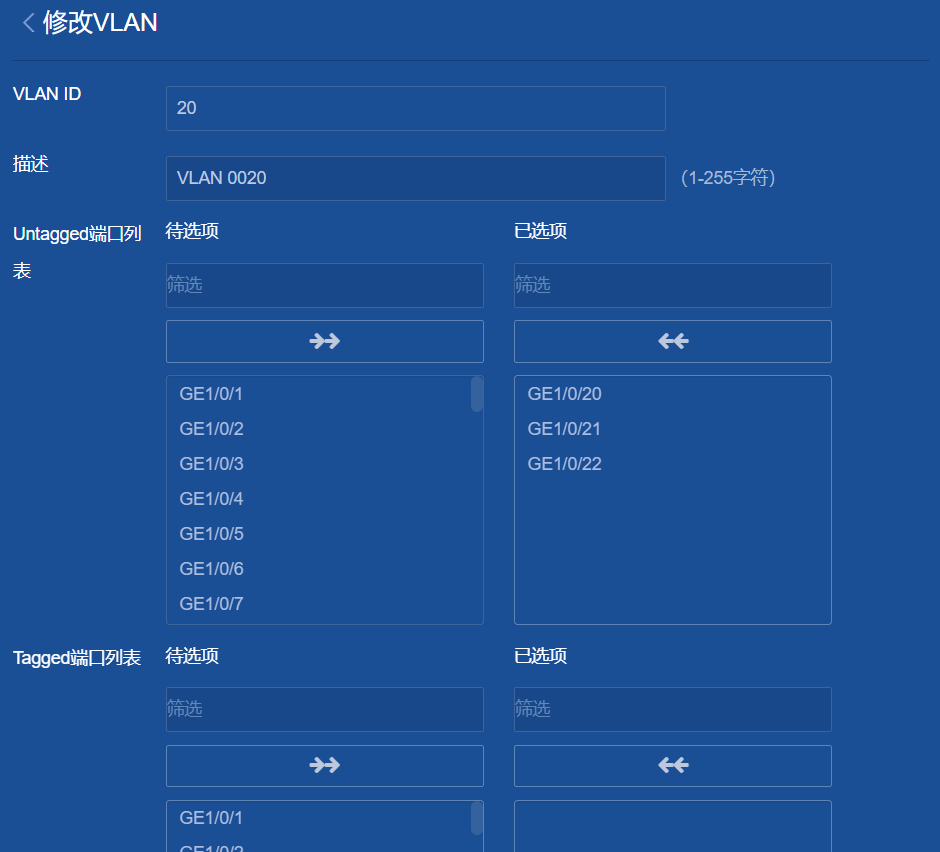 修改VLAN
VLAN ID
20
描述
VLAN 0020
(1-255字符)
Untagged端口列
表
待选项
已选项
筛选
筛选
GE1/0/1
GE1/0/2
GE1/0/3
GE1/0/4
GE1/0/5
GE1/0/6
GE1/0/7
GE1/0/20
GE1/0/21
GE1/0/22
Tagged端口列表
待选项
已选项
筛选
筛选
GE1/0/1